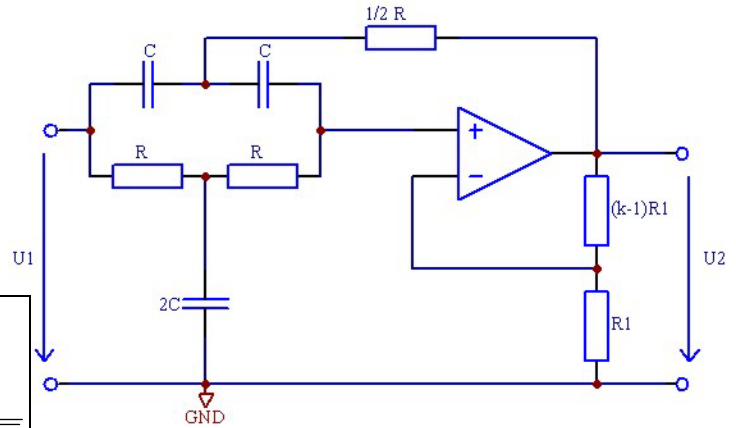 1/2 R
C C
R R
+
−
(k-1)R1
U1
U2
2C
R1
GND